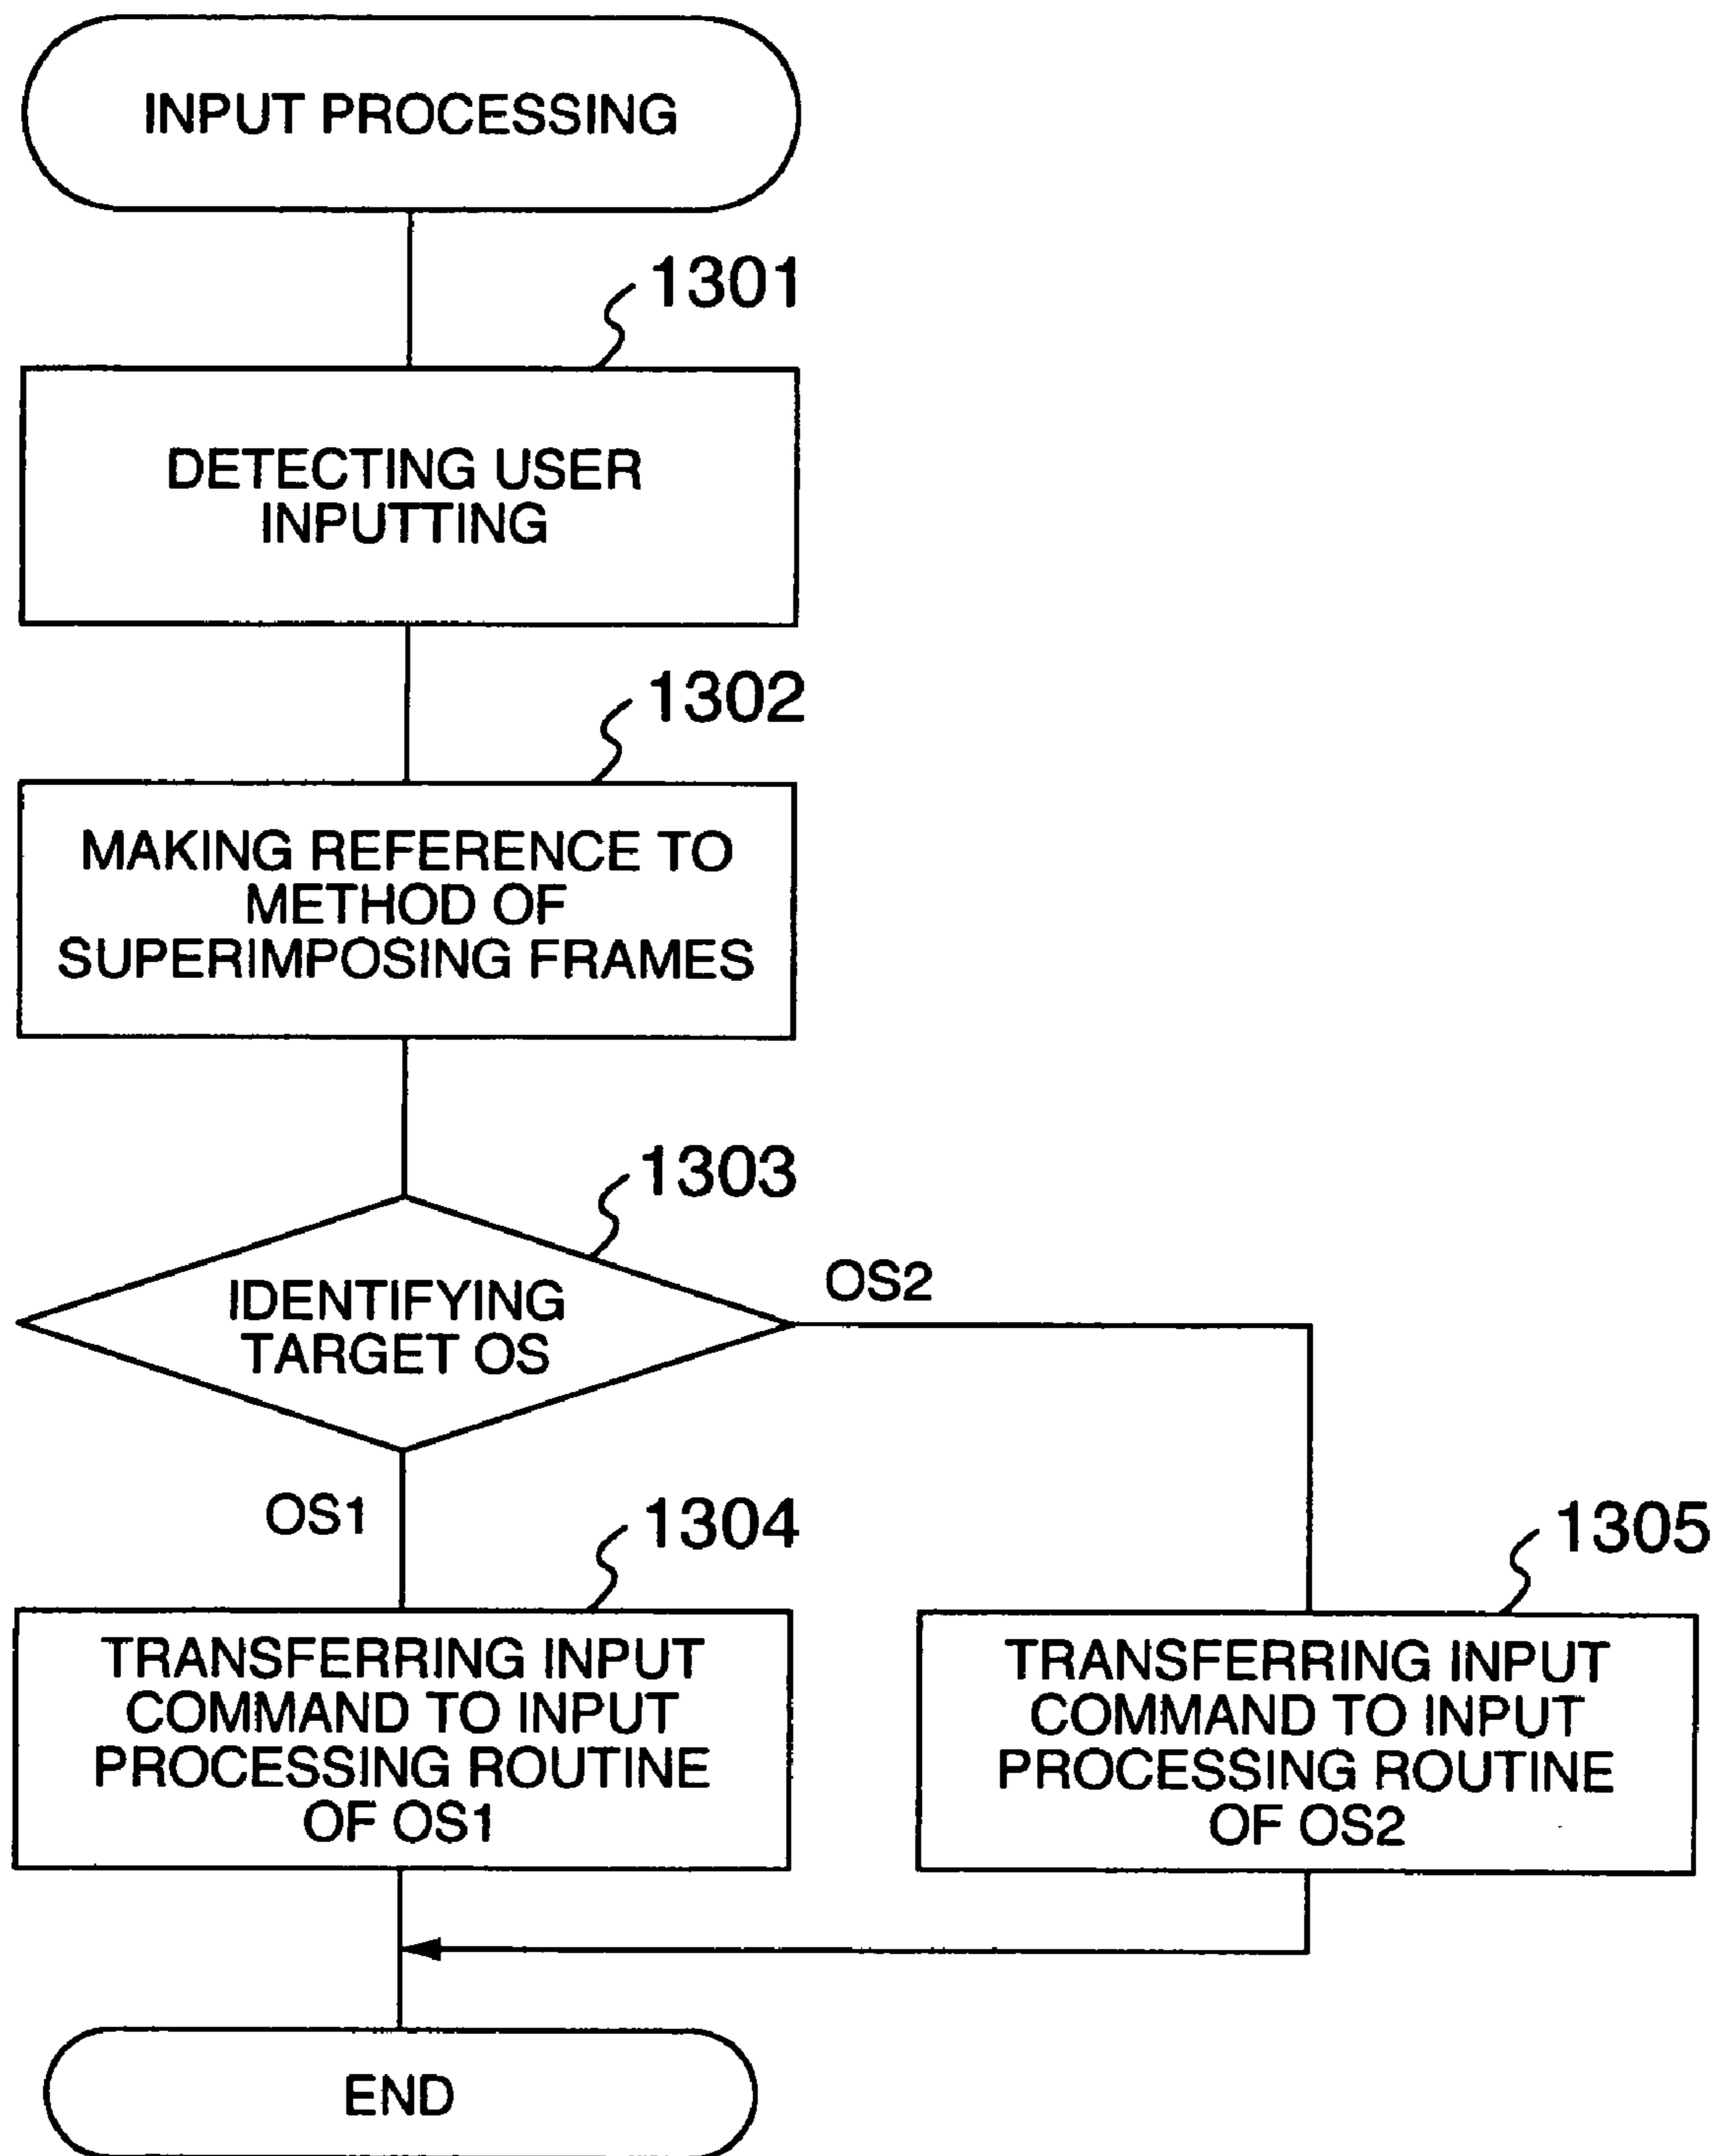 INPUT PROCESSING
1301
DETECTING USER
INPUTTING
1302
MAKING REFERENCE TO
METHOD OF
SUPERIMPOSING FRAMES
1303
IDENTIFYING
TARGET OS
OS2
OS1
1304
TRANSFERRING INPUT
COMMAND TO INPUT
PROCESSING ROUTINE
OF OS1
1305
TRANSFERRING INPUT
COMMAND TO INPUT
PROCESSING ROUTINE
OF OS2
END